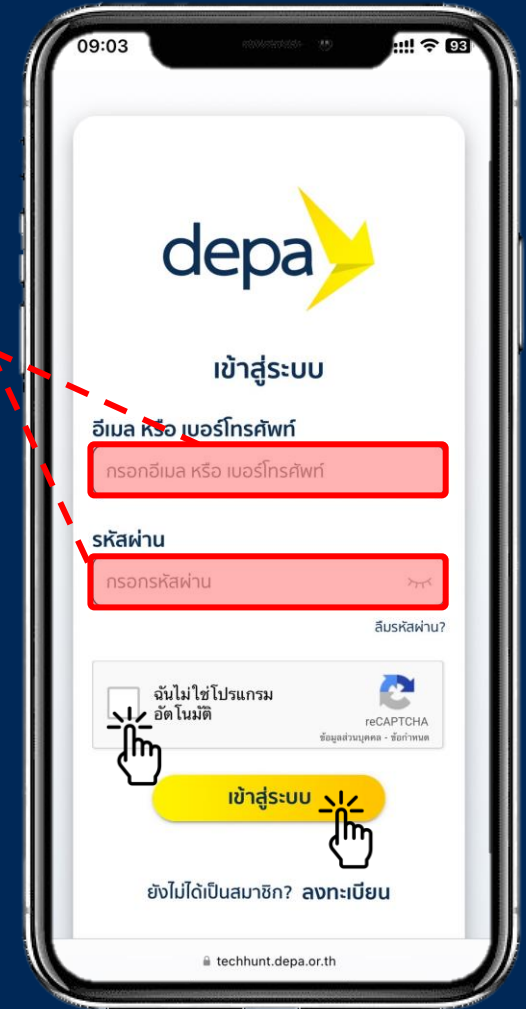 09:03
93
depa
เข้าสู่ระบบ
อีเมล หรือ เบอร์โทรศัพท์
กรอกอีเมล หรือ เบอร์โทรศัพท์
รหัสผ่าน
กรอกรหัสผ่าน
ลืมรหัสผ่าน?
ฉันไม่ใช่โปรแกรม
อัตโนมัติ
reCAPTCHA
ข้อมูลส่วนบุคคล - ข้อกำหนด
เข้าสู่ระบบ
ยังไม่ได้เป็นสมาชิก? ลงทะเบียน
techhunt.depa.or.th